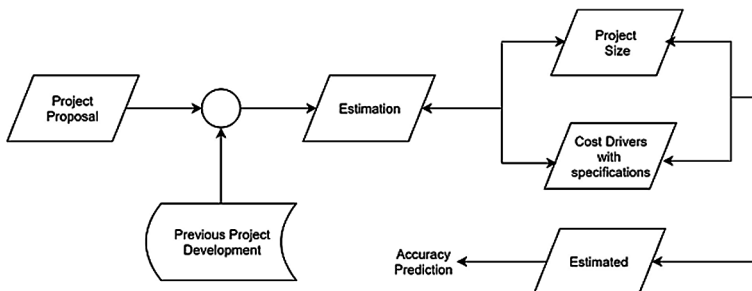 Project
Proposal
Estimation
Project
Size
Cost Drivers
with
specifications
Previous Project
Development
Accuracy
Prediction
Estimated